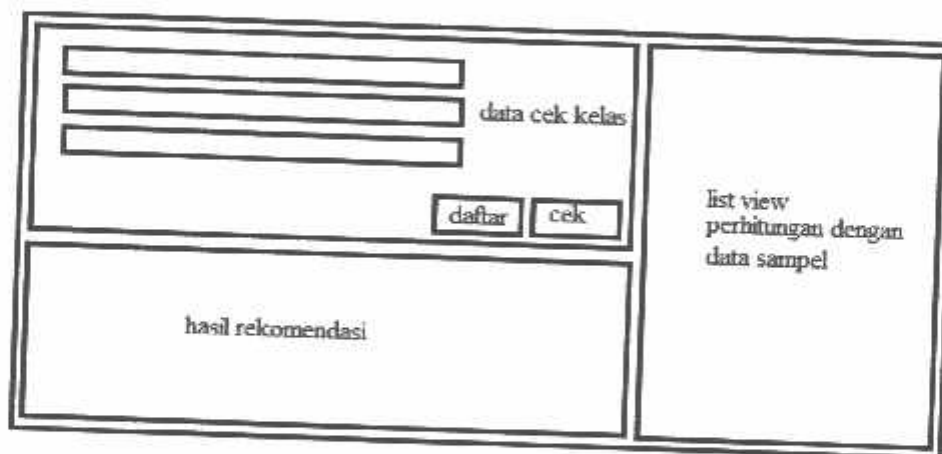 data cek kelas
daftar
cek
hasil rekomendasi
list view
perhitungan dengan
data sampel